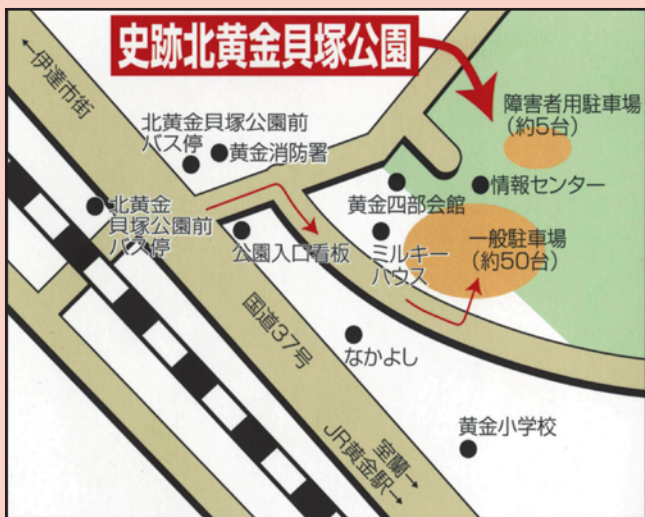 史跡北黄金貝塚公園
←伊達市街
障害者用駐車場
(約5台)
北黄金貝塚公園前
バス停
黄金消防署
情報センター
北黄金
貝塚公園前
バス停
黄金四部会館
公園入口看板
ミルキー
ハウス
一般駐車場
(約50台)
国道37号
なかよし
黄金小学校
室蘭→
JR黄金駅→